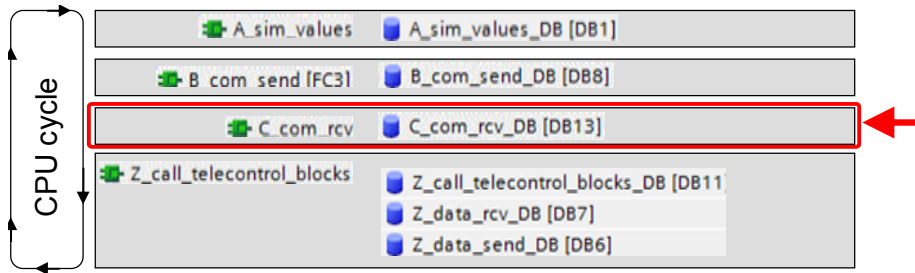 CPU cycle
A_sim_values A_sim_values_DB [DB1]
B_com_send [FC3] B_com_send_DB [DB8]
C_com_rcv C_com_rcv_DB [DB13]
Z_call_telecontrol_blocks Z_call_telecontrol_blocks_DB [DB11]
Z_data_rcv_DB [DB7]
Z_data_send_DB [DB6]